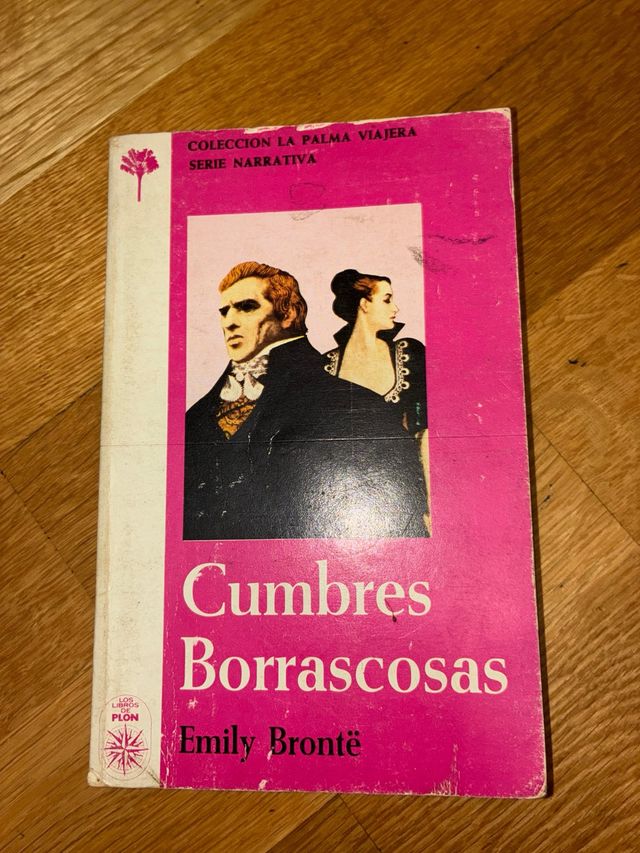 COLECCION LA PALMA VIAJERA
SERIE NARRATIVA
Cumbres
Borrascosas
Emily Brontë
LOS
LIBROS
DE
PLON